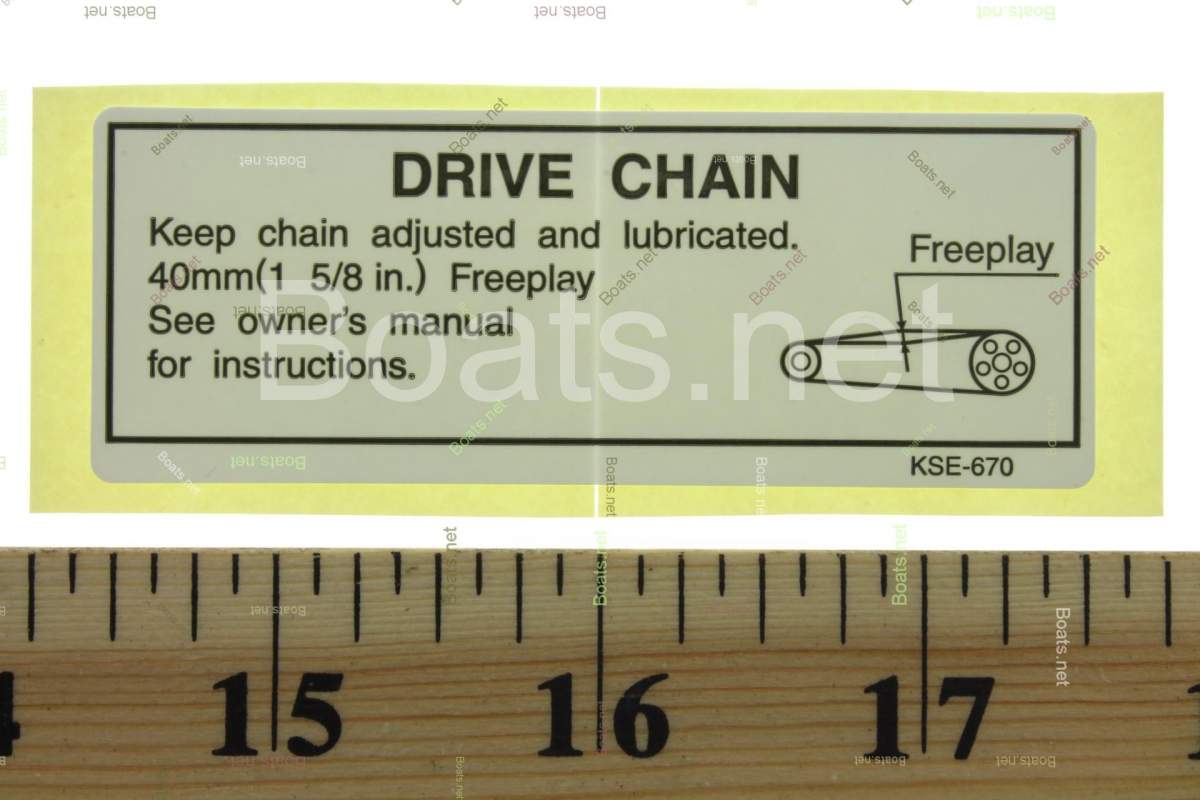 DRIVE CHAIN
Keep chain adjusted and lubricated.
40mm(1 5/8 in.) Freeplay
See owner's manual
for instructions.
Freeplay
KSE-670
Boats.net
15 16 17